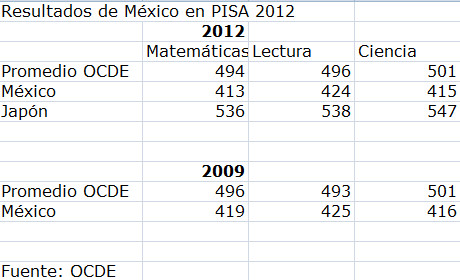 Resultados de México en PISA 2012
2012
Matemáticas Lectura Ciencia
Promedio OCDE 494 496 501
México 413 424 415
Japón 536 538 547
2009
Promedio OCDE 496 493 501
México 419 425 416
Fuente: OCDE